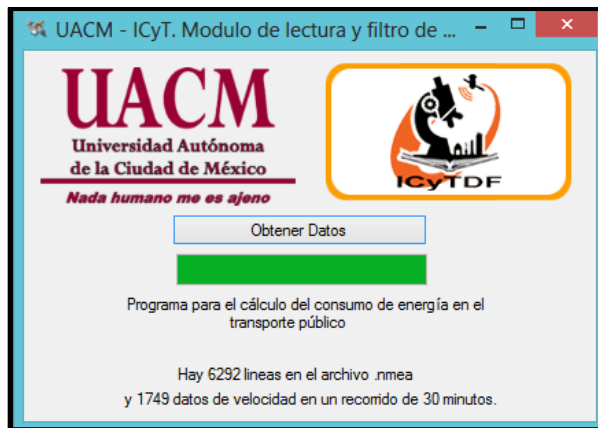 UACM - ICyT. Modulo de lectura y filtro de ...
UACM
Universidad Autónoma
de la Ciudad de México
Nada humano me es ajeno
ICyTDF
Obtener Datos
Programa para el cálculo del consumo de energía en el
transporte público
Hay 6292 lineas en el archivo .nmea
y 1749 datos de velocidad en un recorrido de 30 minutos.